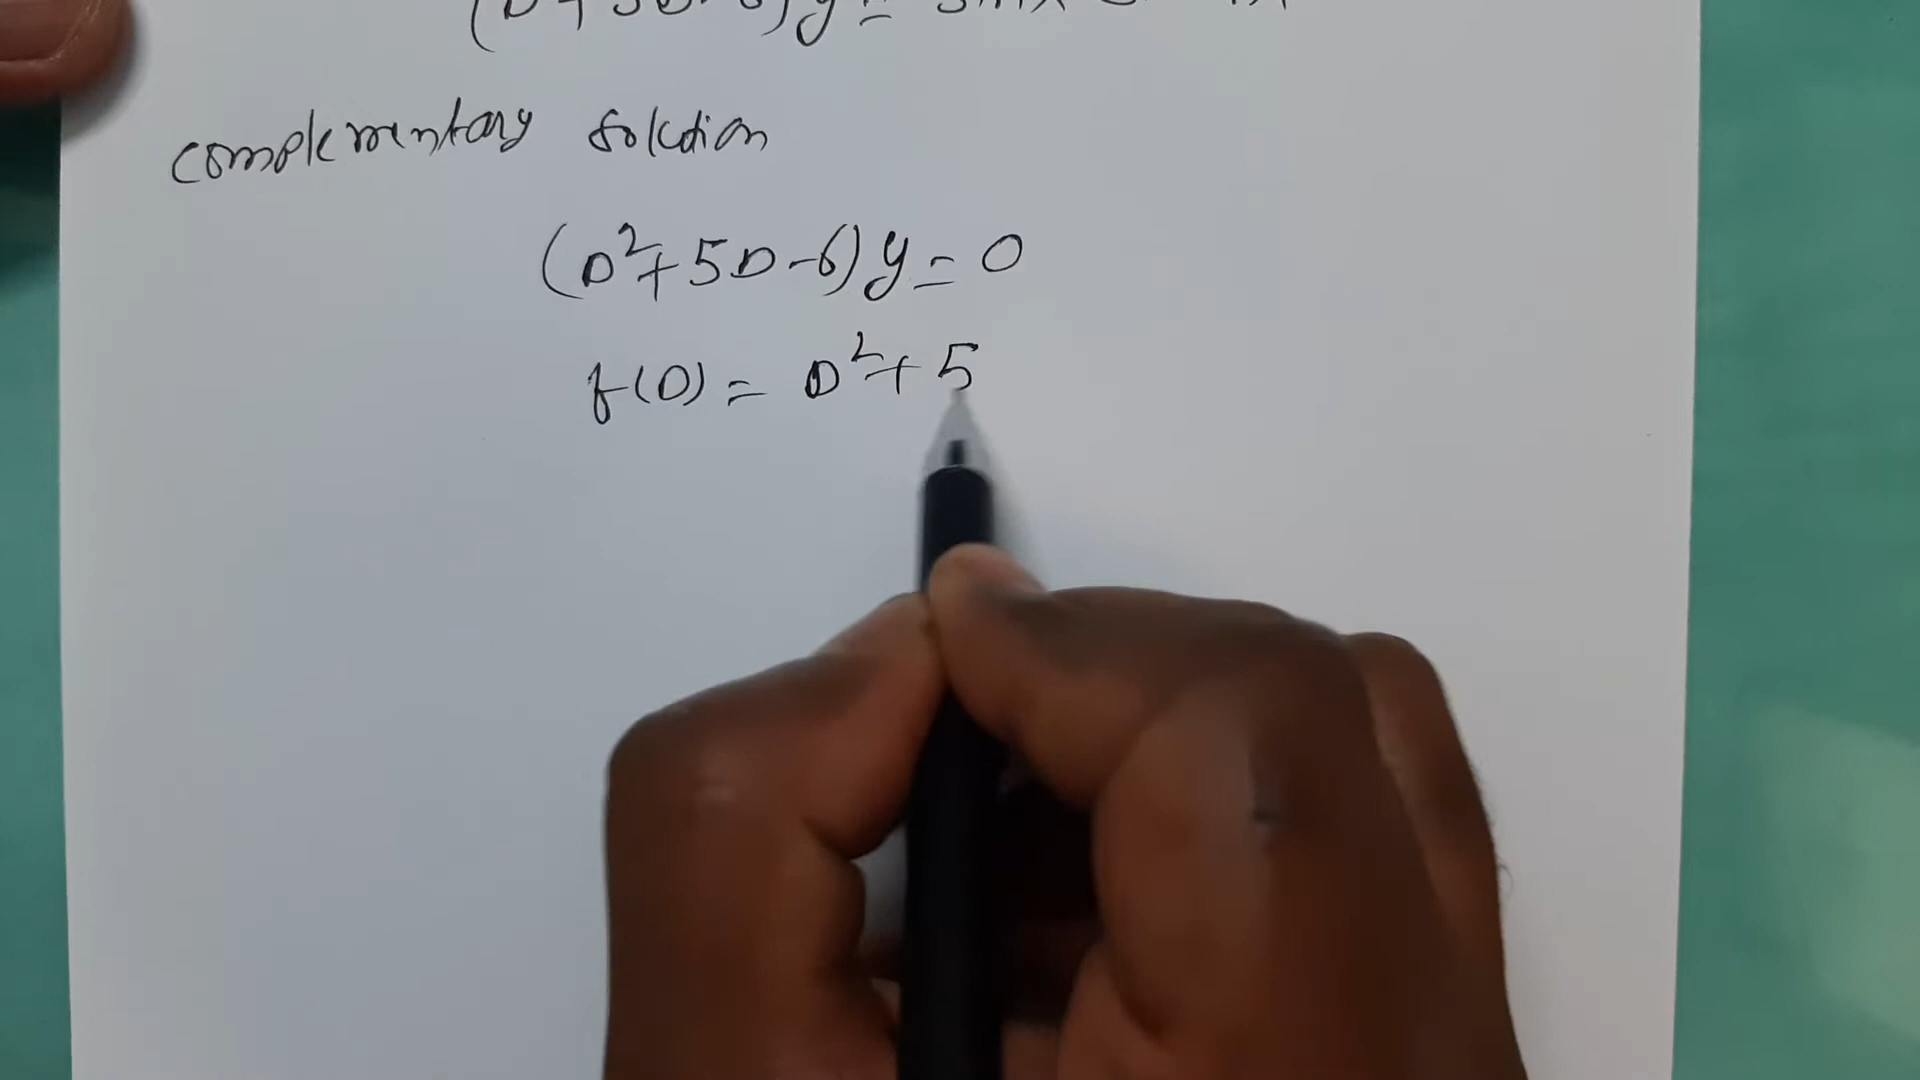 complementary solution
(D²+5D-6)y=0
f(D) = D²+5